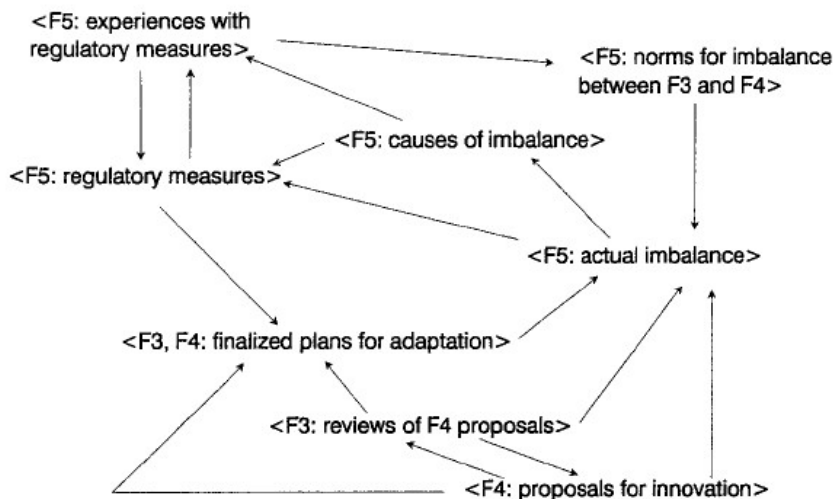 <F5: experiences with
regulatory measures>
<F5: norms for imbalance
between F3 and F4>
<F5: causes of imbalance>
<F5: regulatory measures>
<F5: actual imbalance>
<F3, F4: finalized plans for adaptation>
<F3: reviews of F4 proposals>
<F4: proposals for innovation>